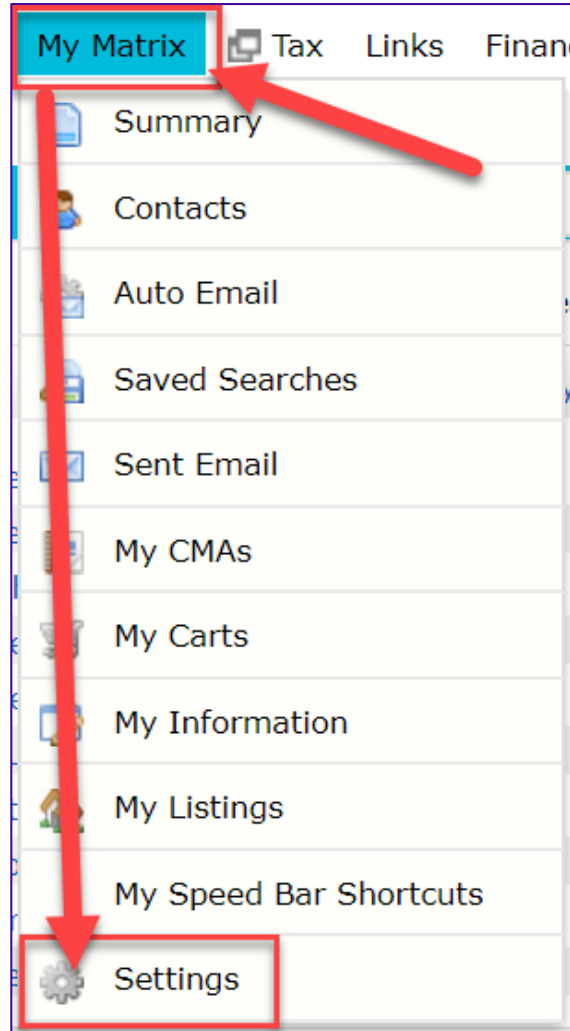 My Matrix Tax Links
Summary
Contacts
Auto Email
Saved Searches
Sent Email
My CMAs
My Carts
My Information
My Listings
My Speed Bar Shortcuts
Settings